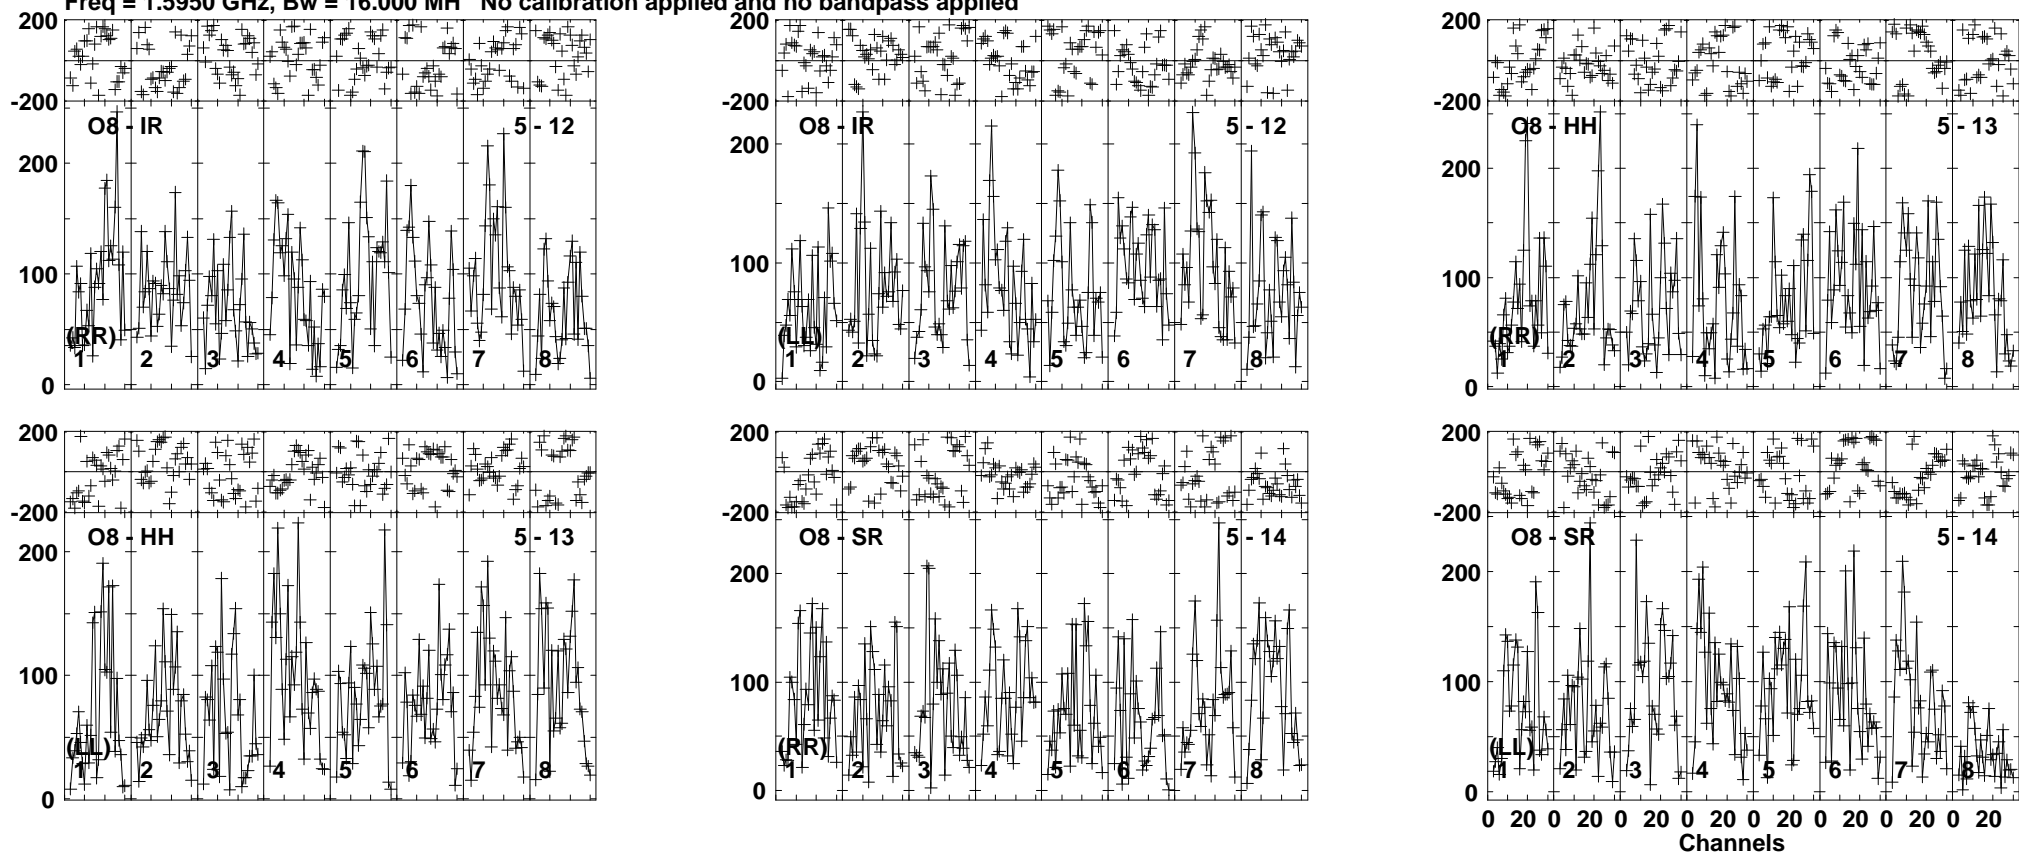 Freq = 1.5950 GHz, Bw = 16.000 MH No calibration applied and no bandpass applied
200
-200
O8 - IR 5 - 12
200
100
0
(RR)
1 2 3 4 5 6 7 8
200
-200
O8 - IR 5 - 12
200
100
0
(LL)
1 2 3 4 5 6 7 8
200
-200
O8 - HH 5 - 13
200
100
0
(RR)
1 2 3 4 5 6 7 8
200
-200
O8 - HH 5 - 13
200
100
0
(LL)
1 2 3 4 5 6 7 8
200
-200
O8 - SR 5 - 14
200
100
0
(RR)
1 2 3 4 5 6 7 8
200
-200
O8 - SR 5 - 14
200
100
0
(LL)
1 2 3 4 5 6 7 8
0 20 0 20 0 20 0 20 0 20 0 20 0 20 0 20
Channels